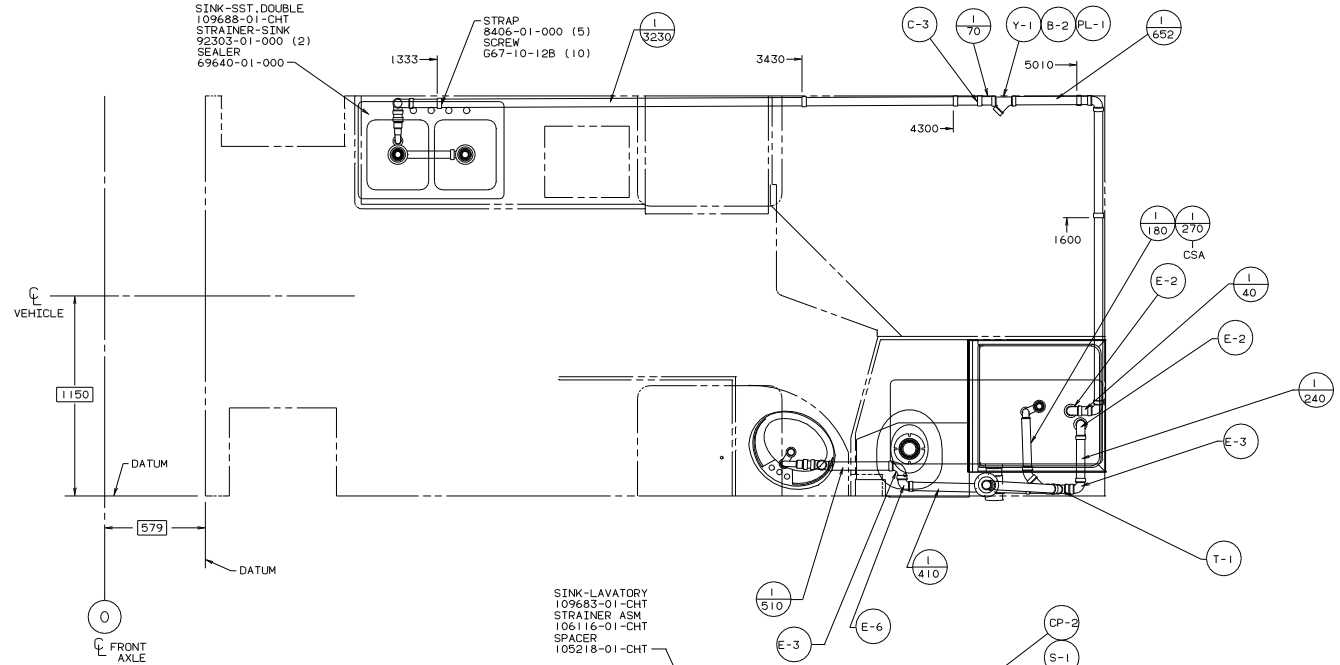 SINK-SST,DOUBLE
109688-01-CHT
STRAINER-SINK
92303-01-000 (2)
SEALER
69640-01-000
STRAP
8406-01-000 (5)
SCREW
G67-10-12B (10)
1
3230
C-3
1
70
Y-1
B-2
PL-1
1
652
1333
3430
5010
4300
1600
1
180
1
270
CSA
E-2
1
40
E-2
1
240
E-3
CL
VEHICLE
1150
DATUM
579
DATUM
T-1
1
410
1
510
E-3
E-6
SINK-LAVATORY
109683-01-CHT
STRAINER ASM
106116-01-CHT
SPACER
105218-01-CHT
CP-2
S-1
0
CL FRONT
AXLE